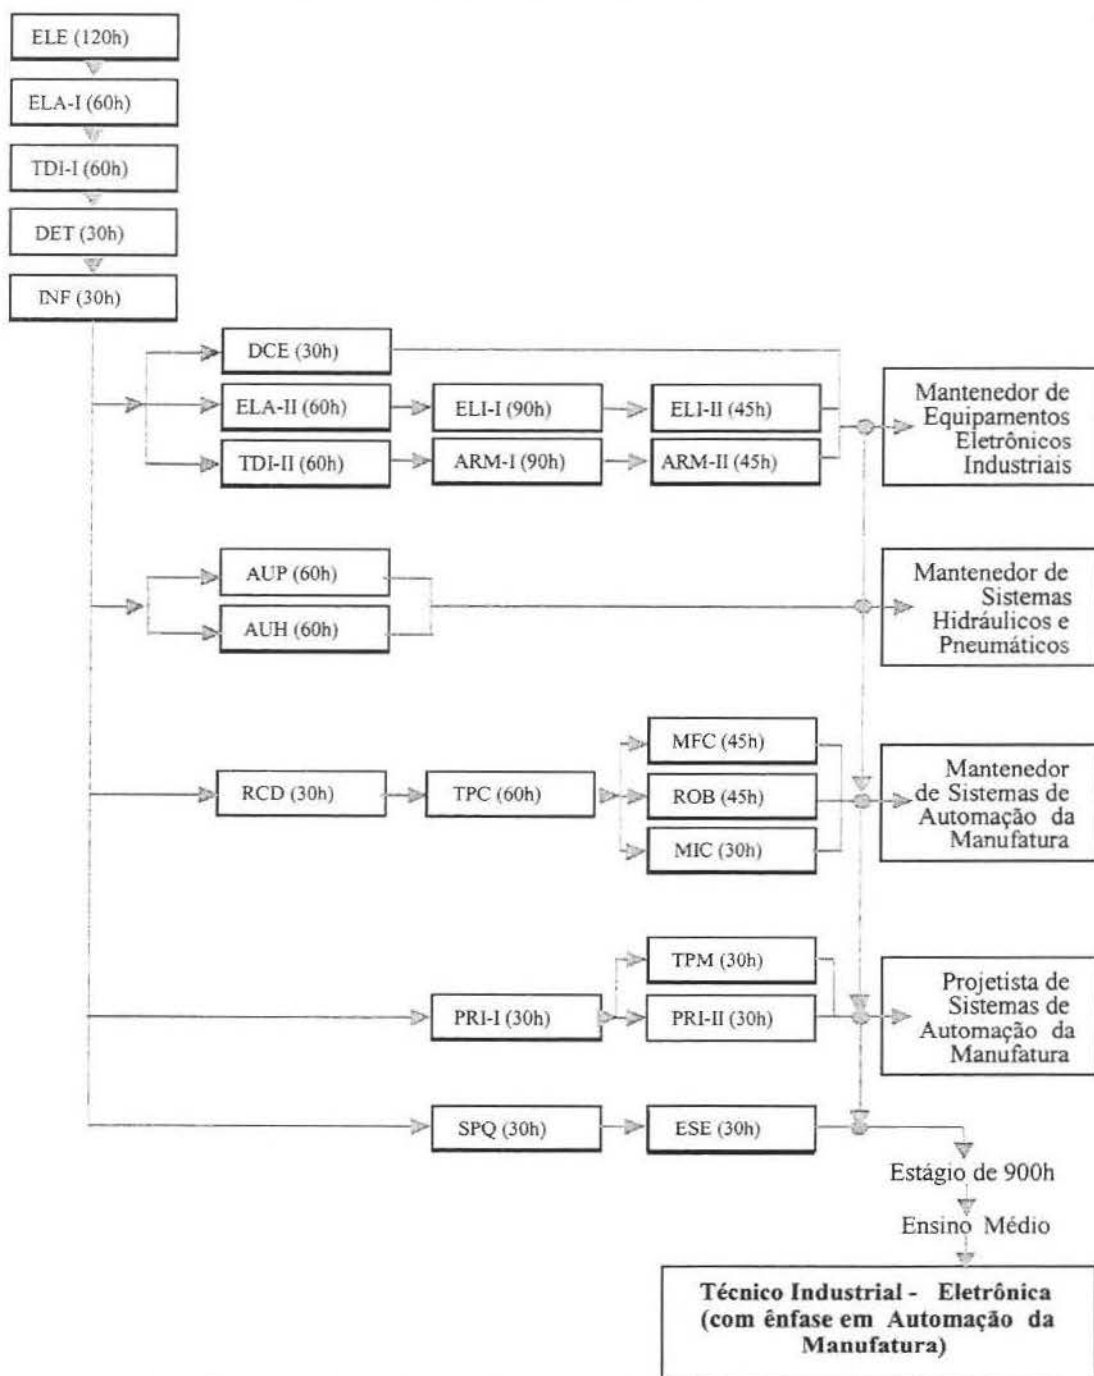 ELE (120h)
ELA-I (60h)
TDI-I (60h)
DET (30h)
INF (30h)
DCE (30h)
ELA-II (60h)
ELI-I (90h)
ELI-II (45h)
TDI-II (60h)
ARM-I (90h)
ARM-II (45h)
Mantenedor de
Equipamentos
Eletrônicos
Industriais
AUP (60h)
AUH (60h)
Mantenedor de
Sistemas
Hidráulicos e
Pneumáticos
MFC (45h)
RCD (30h)
TPC (60h)
ROB (45h)
MIC (30h)
Mantenedor
de Sistemas de
Automação da
Manufatura
TPM (30h)
PRI-I (30h)
PRI-II (30h)
Projetista de
Sistemas de
Automação da
Manufatura
SPQ (30h)
ESE (30h)
Estágio de 900h
Ensino Médio
Técnico Industrial - Eletrônica
(com ênfase em Automação da
Manufatura)